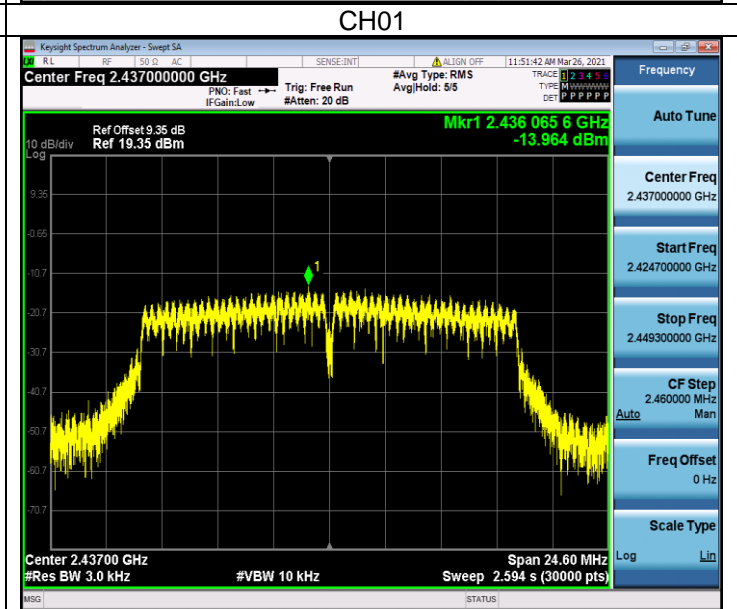 CH01
Keysight Spectrum Analyzer - Swept SA
RL RF 50 Ω AC SENSE:INT ALIGN OFF 11:51:42 AM Mar 26, 2021
Center Freq 2.437000000 GHz
PNO: Fast
IFGain:Low
Trig: Free Run
#Atten: 20 dB
#Avg Type: RMS
Avg|Hold: 5/5
TRACE 1 2 3 4 5 6
TYPE M WWWWW
DET P P P P P P
Frequency
Ref Offset 9.35 dB
10 dB/div Ref 19.35 dBm
Log
Mkr1 2.436 065 6 GHz
-13.964 dBm
9.35
-0.65
-10.7
-20.7
-30.7
-40.7
-50.7
-60.7
-70.7
1
Center 2.43700 GHz
#Res BW 3.0 kHz
#VBW 10 kHz
Span 24.60 MHz
Sweep 2.594 s (30000 pts)
Auto Tune
Center Freq
2.437000000 GHz
Start Freq
2.424700000 GHz
Stop Freq
2.449300000 GHz
CF Step
2.460000 MHz
Auto Man
Freq Offset
0 Hz
Scale Type
Log Lin
MSG STATUS